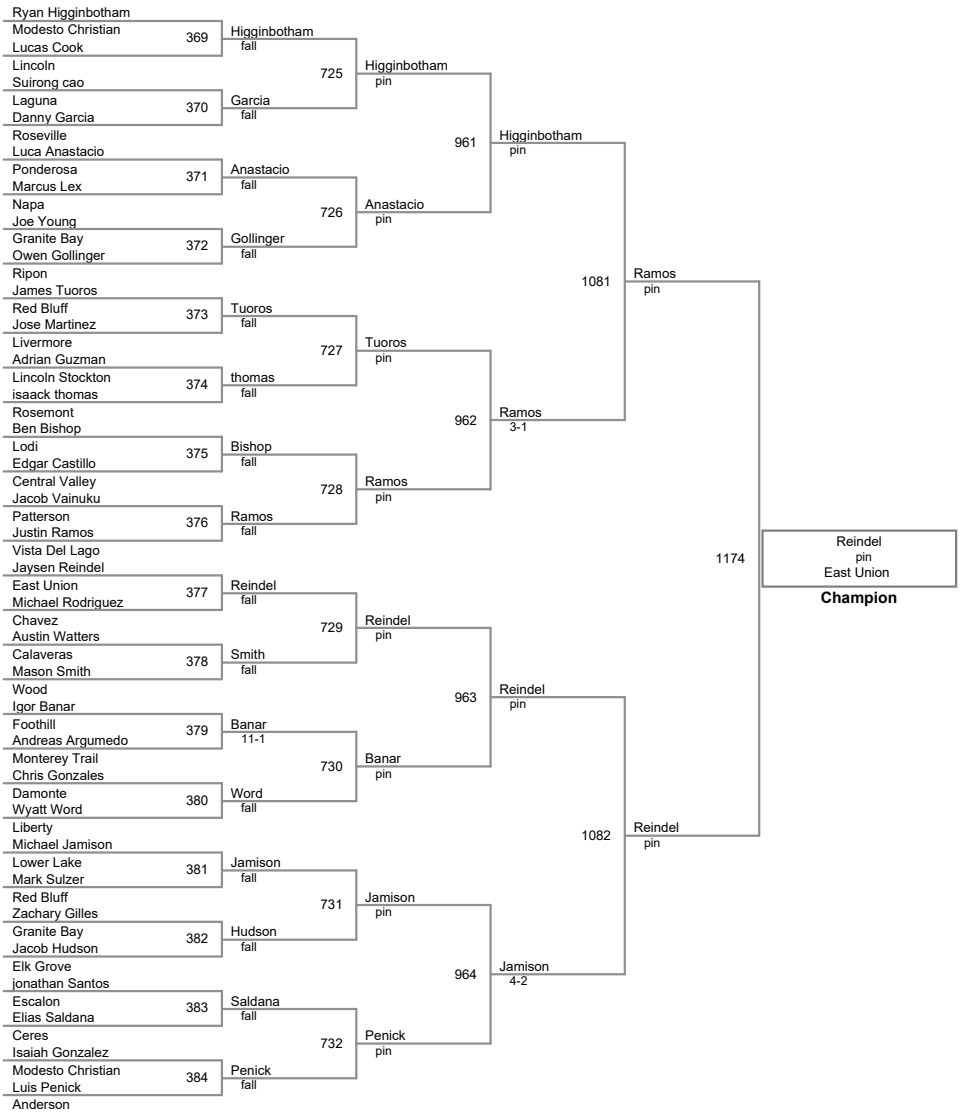 Ryan Higginbotham
Modesto Christian
Lucas Cook
Lincoln
Suirong cao
Laguna
Danny Garcia
Roseville
Luca Anastacio
Ponderosa
Marcus Lex
Napa
Joe Young
Granite Bay
Owen Gollinger
Ripon
James Tuoros
Red Bluff
Jose Martinez
Livermore
Adrian Guzman
Lincoln Stockton
isaack thomas
Rosemont
Ben Bishop
Lodi
Edgar Castillo
Central Valley
Jacob Vainuku
Patterson
Justin Ramos
Vista Del Lago
Jaysen Reindel
East Union
Michael Rodriguez
Chavez
Austin Watters
Calaveras
Mason Smith
Wood
Igor Banar
Foothill
Andreas Argumedo
Monterey Trail
Chris Gonzales
Damonte
Wyatt Word
Liberty
Michael Jamison
Lower Lake
Mark Sulzer
Red Bluff
Zachary Gilles
Granite Bay
Jacob Hudson
Elk Grove
jonathan Santos
Escalon
Elias Saldana
Ceres
Isaiah Gonzalez
Modesto Christian
Luis Penick
Anderson
369
370
371
372
373
374
375
376
377
378
379
380
381
382
383
384
Higginbotham
fall
Garcia
fall
Anastacio
fall
Gollinger
fall
Tuoros
fall
thomas
fall
Bishop
fall
Ramos
fall
Reindel
fall
Smith
fall
Banar
11-1
Word
fall
Jamison
fall
Hudson
fall
Saldana
fall
Penick
fall
725
726
727
728
729
730
731
732
Higginbotham
pin
Anastacio
pin
Tuoros
pin
Ramos
pin
Reindel
pin
Banar
pin
Jamison
pin
Penick
pin
961
962
963
964
Higginbotham
pin
Ramos
3-1
Reindel
pin
Jamison
4-2
1081
1082
Ramos
pin
Reindel
pin
1174
Reindel
pin
East Union
Champion